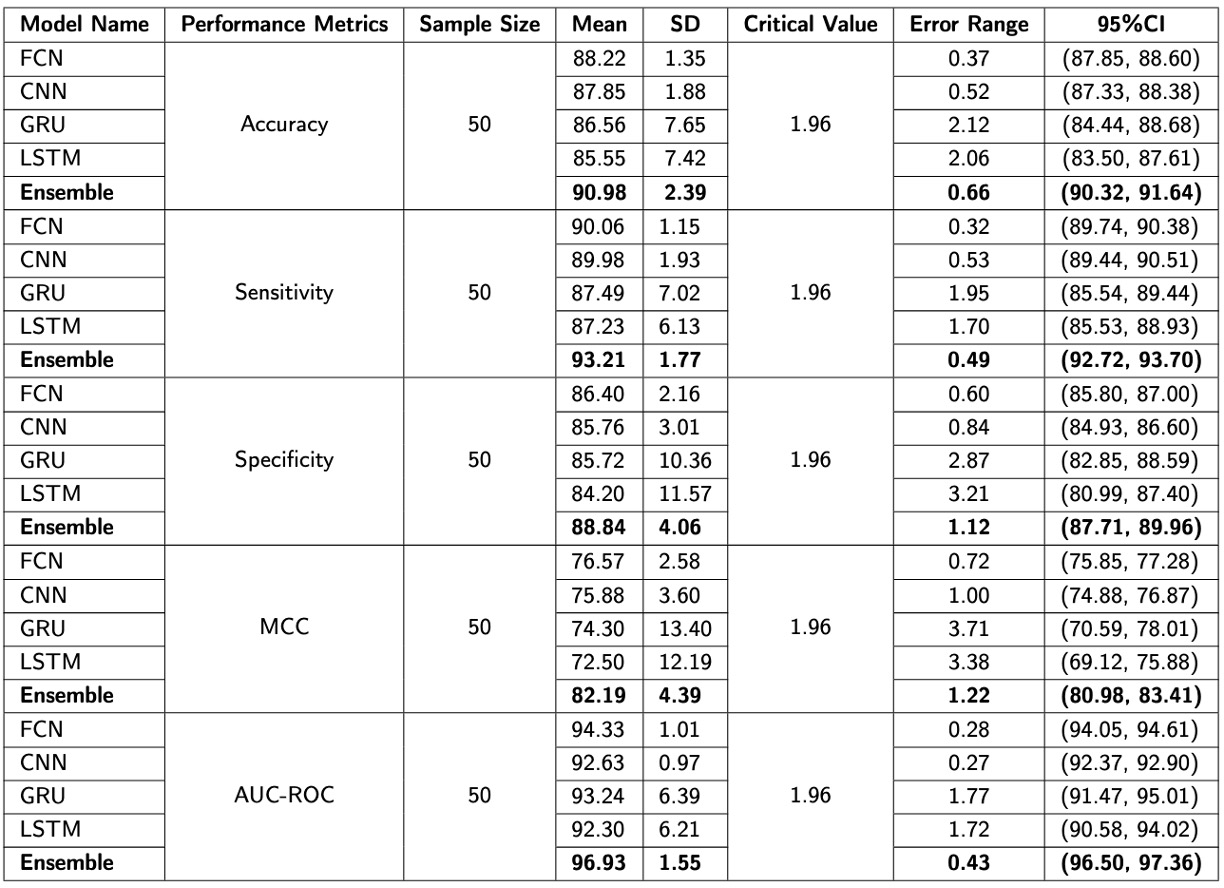 Model Name Performance Metrics Sample Size Mean SD Critical Value Error Range 95%CI
FCN 88.22 1.35 0.37 (87.85, 88.60)
CNN 87.85 1.88 0.52 (87.33, 88.38)
GRU Accuracy 50 86.56 7.65 1.96 2.12 (84.44, 88.68)
LSTM 85.55 7.42 2.06 (83.50, 87.61)
Ensemble 90.98 2.39 0.66 (90.32, 91.64)
FCN 90.06 1.15 0.32 (89.74, 90.38)
CNN 89.98 1.93 0.53 (89.44, 90.51)
GRU Sensitivity 50 87.49 7.02 1.96 1.95 (85.54, 89.44)
LSTM 87.23 6.13 1.70 (85.53, 88.93)
Ensemble 93.21 1.77 0.49 (92.72, 93.70)
FCN 86.40 2.16 0.60 (85.80, 87.00)
CNN 85.76 3.01 0.84 (84.93, 86.60)
GRU Specificity 50 85.72 10.36 1.96 2.87 (82.85, 88.59)
LSTM 84.20 11.57 3.21 (80.99, 87.40)
Ensemble 88.84 4.06 1.12 (87.71, 89.96)
FCN 76.57 2.58 0.72 (75.85, 77.28)
CNN 75.88 3.60 1.00 (74.88, 76.87)
GRU MCC 50 74.30 13.40 1.96 3.71 (70.59, 78.01)
LSTM 72.50 12.19 3.38 (69.12, 75.88)
Ensemble 82.19 4.39 1.22 (80.98, 83.41)
FCN 94.33 1.01 0.28 (94.05, 94.61)
CNN 92.63 0.97 0.27 (92.37, 92.90)
GRU AUC-ROC 50 93.24 6.39 1.96 1.77 (91.47, 95.01)
LSTM 92.30 6.21 1.72 (90.58, 94.02)
Ensemble 96.93 1.55 0.43 (96.50, 97.36)